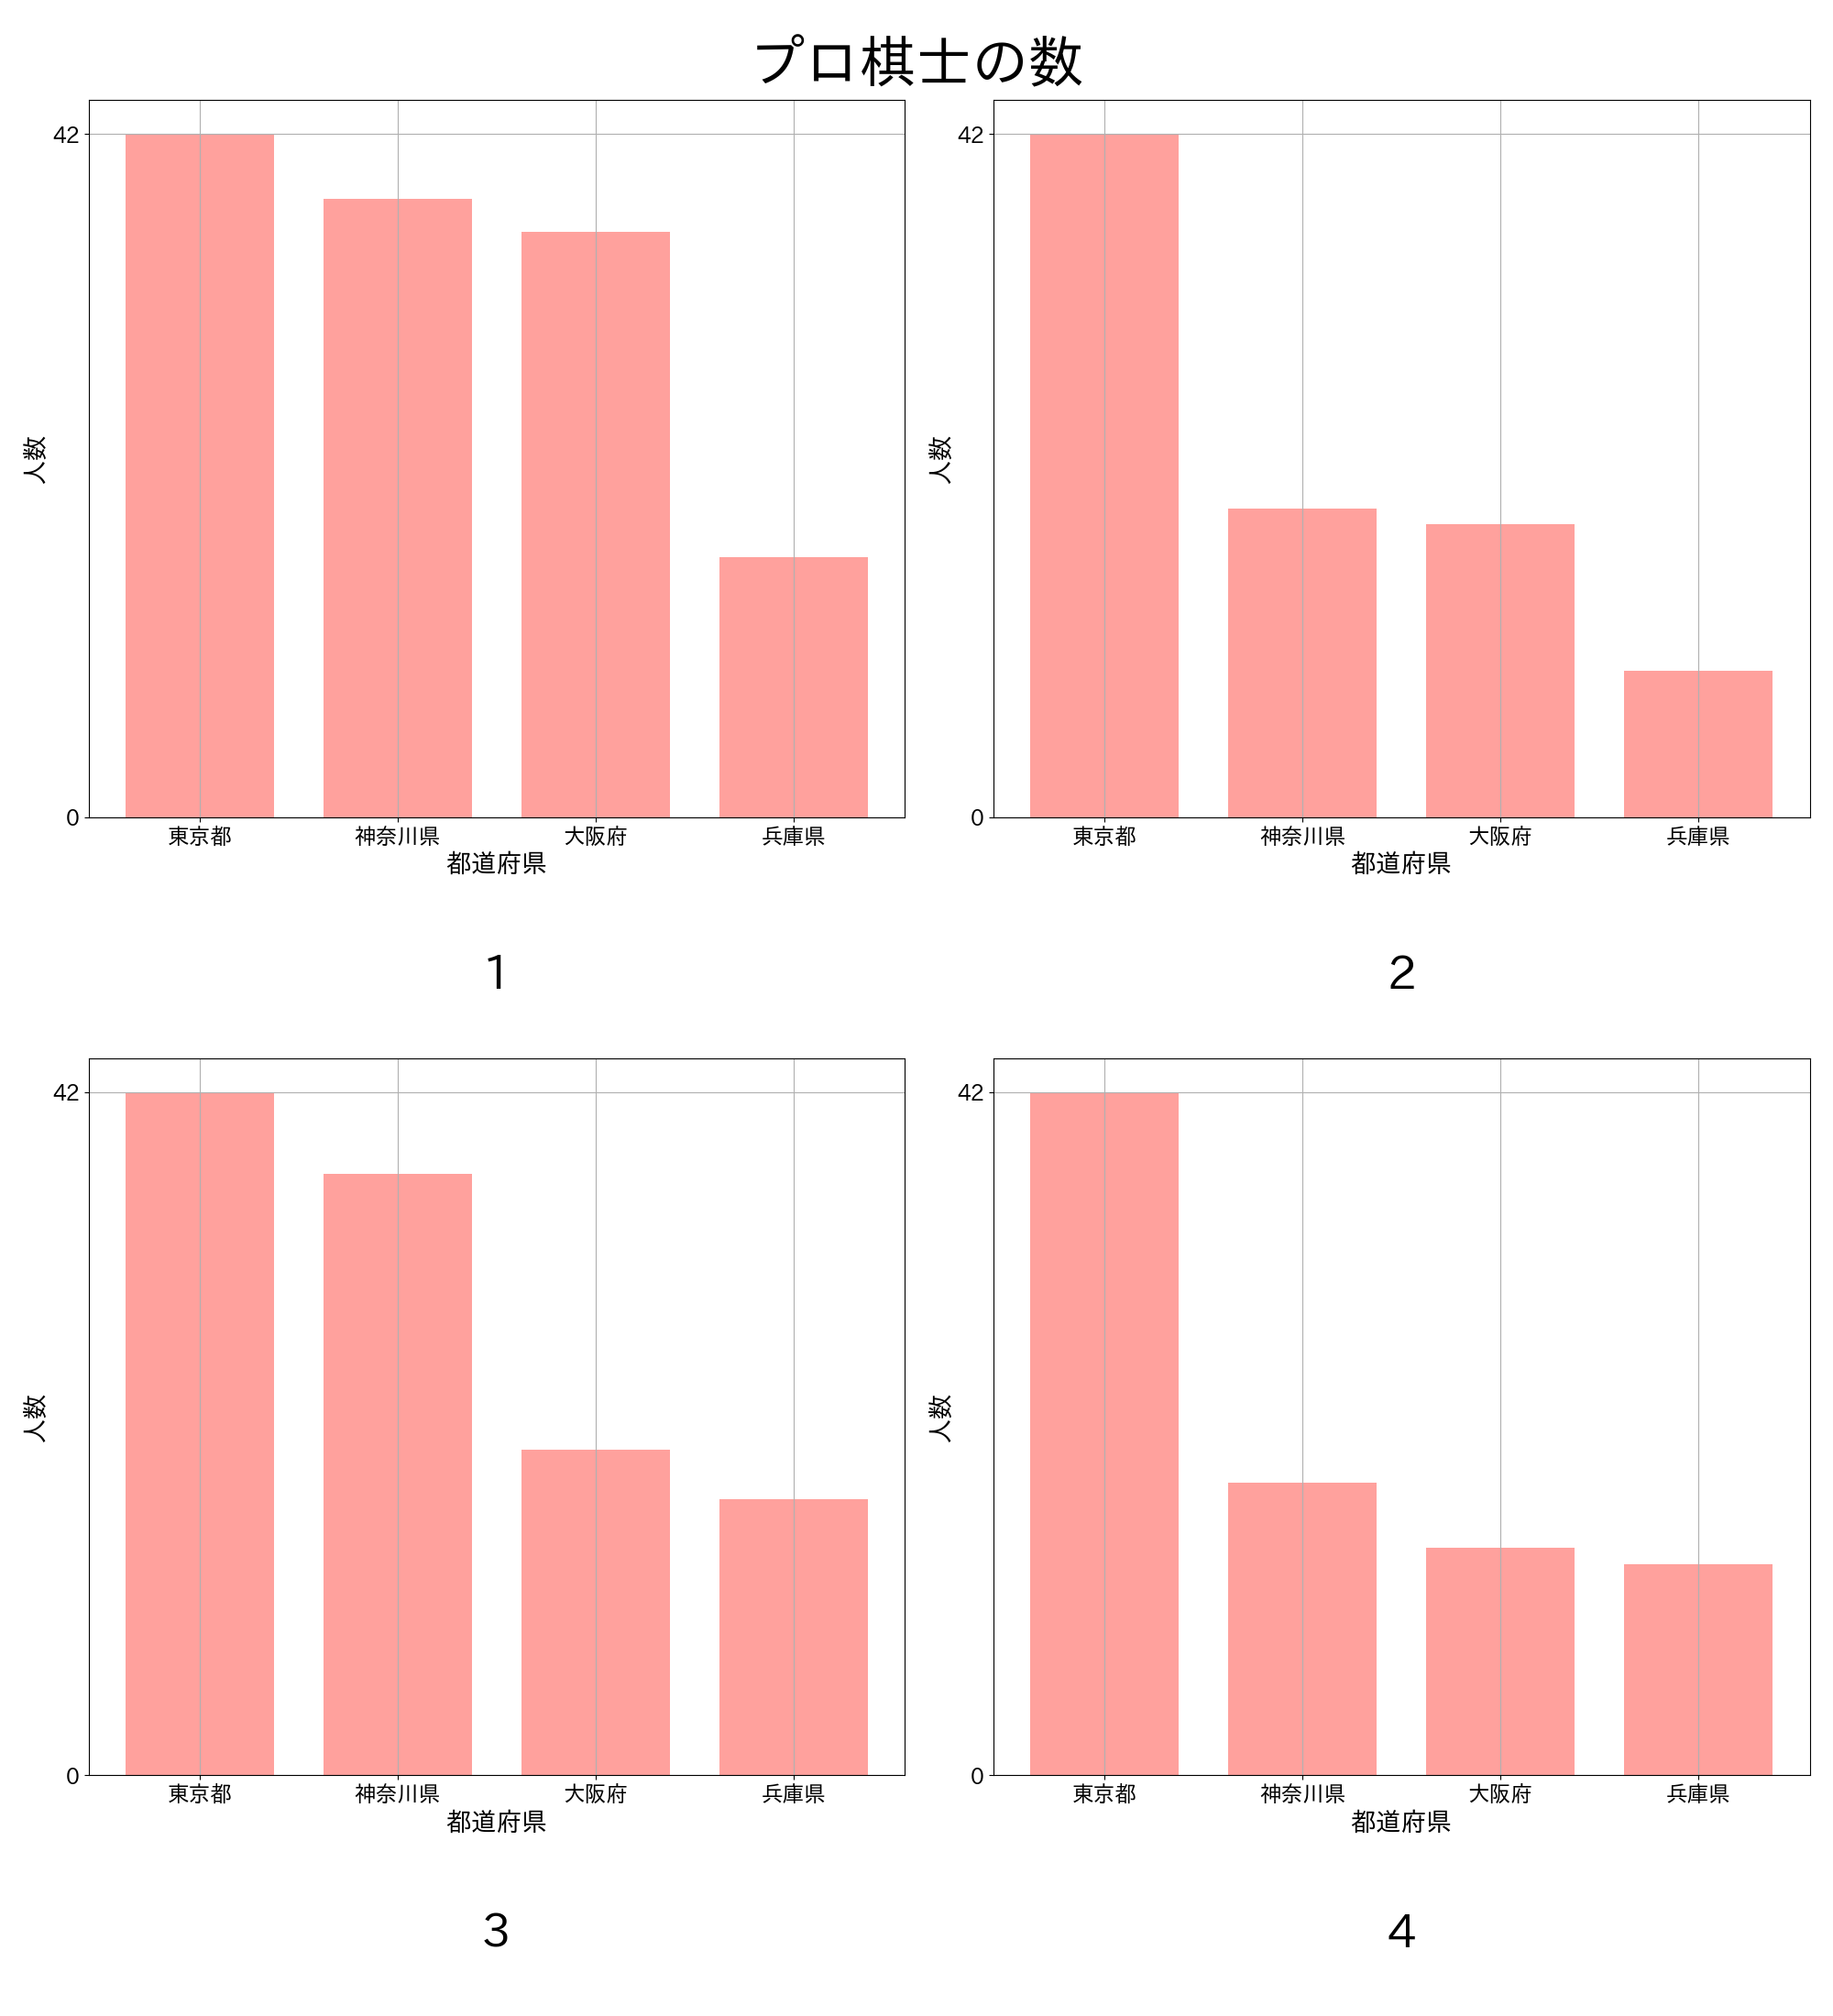 プロ棋士の数
42
人数
0
東京都 神奈川県 大阪府 兵庫県
都道府県
1
42
人数
0
東京都 神奈川県 大阪府 兵庫県
都道府県
2
42
人数
0
東京都 神奈川県 大阪府 兵庫県
都道府県
3
42
人数
0
東京都 神奈川県 大阪府 兵庫県
都道府県
4